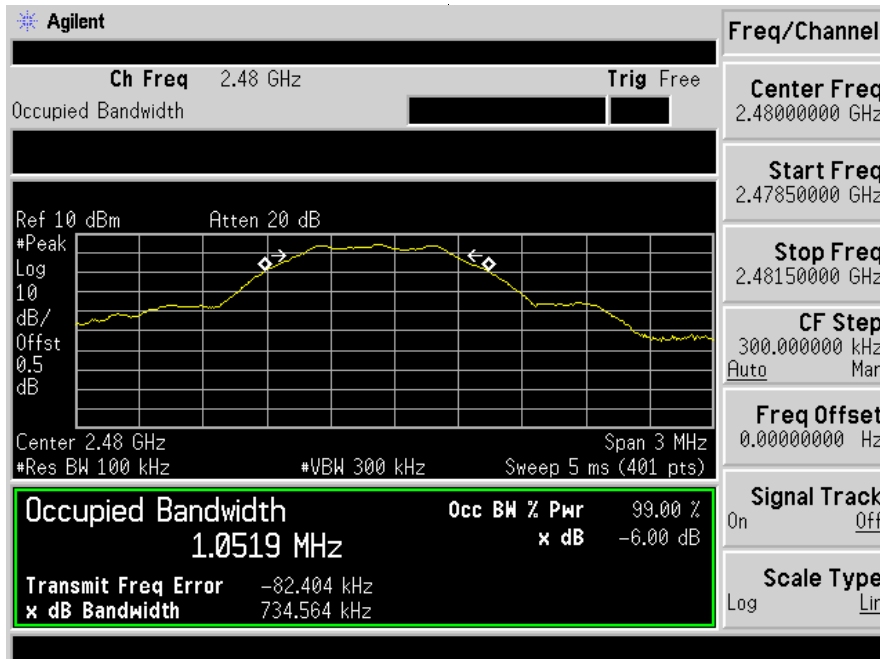 Agilent
Freq/Channel
Ch Freq 2.48 GHz Trig Free
Occupied Bandwidth
Center Freq
2.48000000 GHz
Start Freq
2.47850000 GHz
Stop Freq
2.48150000 GHz
CF Step
300.000000 kHz
Auto Man
Freq Offset
0.00000000 Hz
Signal Track
On Off
Scale Type
Log Lin
Ref 10 dBm Atten 20 dB
#Peak
Log
10
dB/
Offst
0.5
dB
Center 2.48 GHz Span 3 MHz
#Res BW 100 kHz #VBW 300 kHz Sweep 5 ms (401 pts)
Occupied Bandwidth
1.0519 MHz
Occ BW % Pwr 99.00 %
x dB -6.00 dB
Transmit Freq Error -82.404 kHz
x dB Bandwidth 734.564 kHz